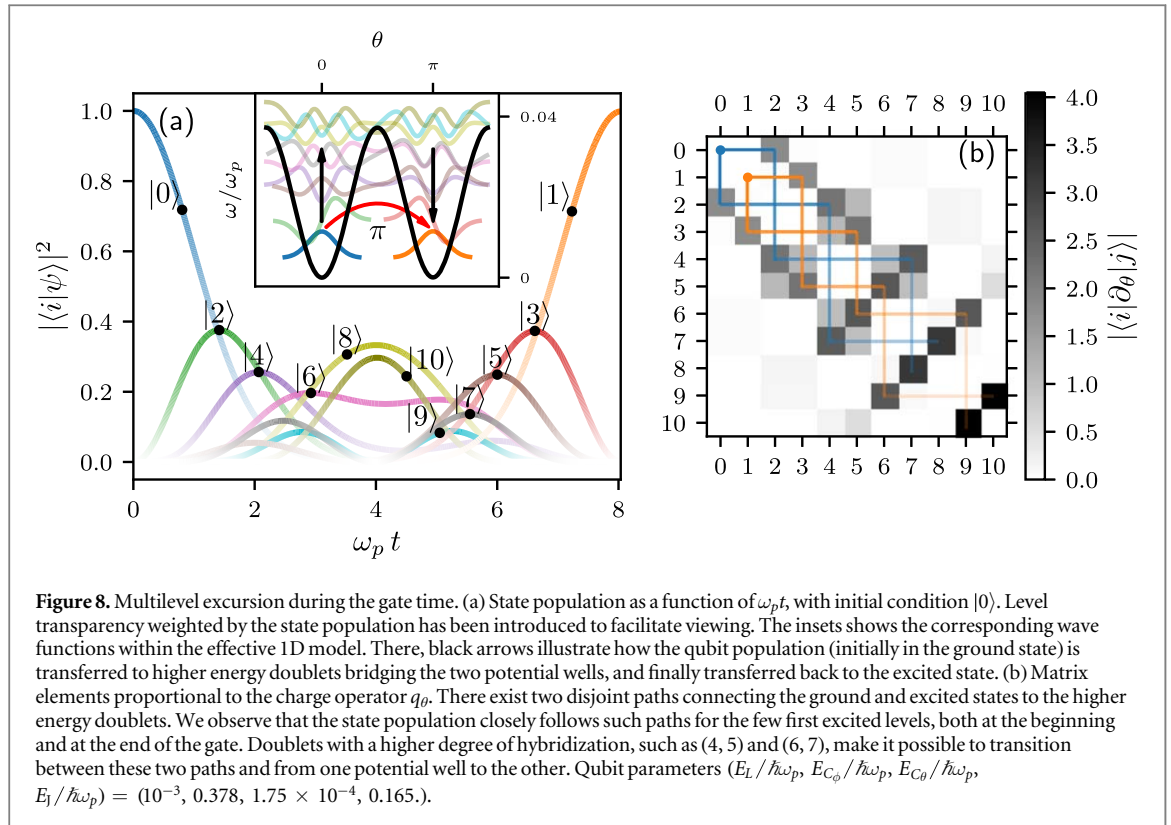 θ
0 π
(a)
1.0
0.8
0.6
0.4
0.2
0.0
|⟨i|ψ⟩|²
0 2 4 6 8
ω_p t
|0⟩
|1⟩
|2⟩
|3⟩
|4⟩
|5⟩
|6⟩
|7⟩
|8⟩
|9⟩
|10⟩
ω/ω_p
0.04
0
π
(b)
0 1 2 3 4 5 6 7 8 9 10
0
1
2
3
4
5
6
7
8
9
10
0 1 2 3 4 5 6 7 8 9 10
4.0
3.5
3.0
2.5
2.0
1.5
1.0
0.5
0.0
|⟨i|∂_θ|j⟩|
Figure 8. Multilevel excursion during the gate time. (a) State population as a function of ω_pt, with initial condition |0⟩. Level
transparency weighted by the state population has been introduced to facilitate viewing. The insets shows the corresponding wave
functions within the effective 1D model. There, black arrows illustrate how the qubit population (initially in the ground state) is
transferred to higher energy doublets bridging the two potential wells, and finally transferred back to the excited state. (b) Matrix
elements proportional to the charge operator q_θ. There exist two disjoint paths connecting the ground and excited states to the higher
energy doublets. We observe that the state population closely follows such paths for the few first excited levels, both at the beginning
and at the end of the gate. Doublets with a higher degree of hybridization, such as (4, 5) and (6, 7), make it possible to transition
between these two paths and from one potential well to the other. Qubit parameters (E_L/ħω_p, E_{C_ϕ}/ħω_p, E_{C_θ}/ħω_p,
E_J/ħω_p) = (10⁻³, 0.378, 1.75 × 10⁻⁴, 0.165.).